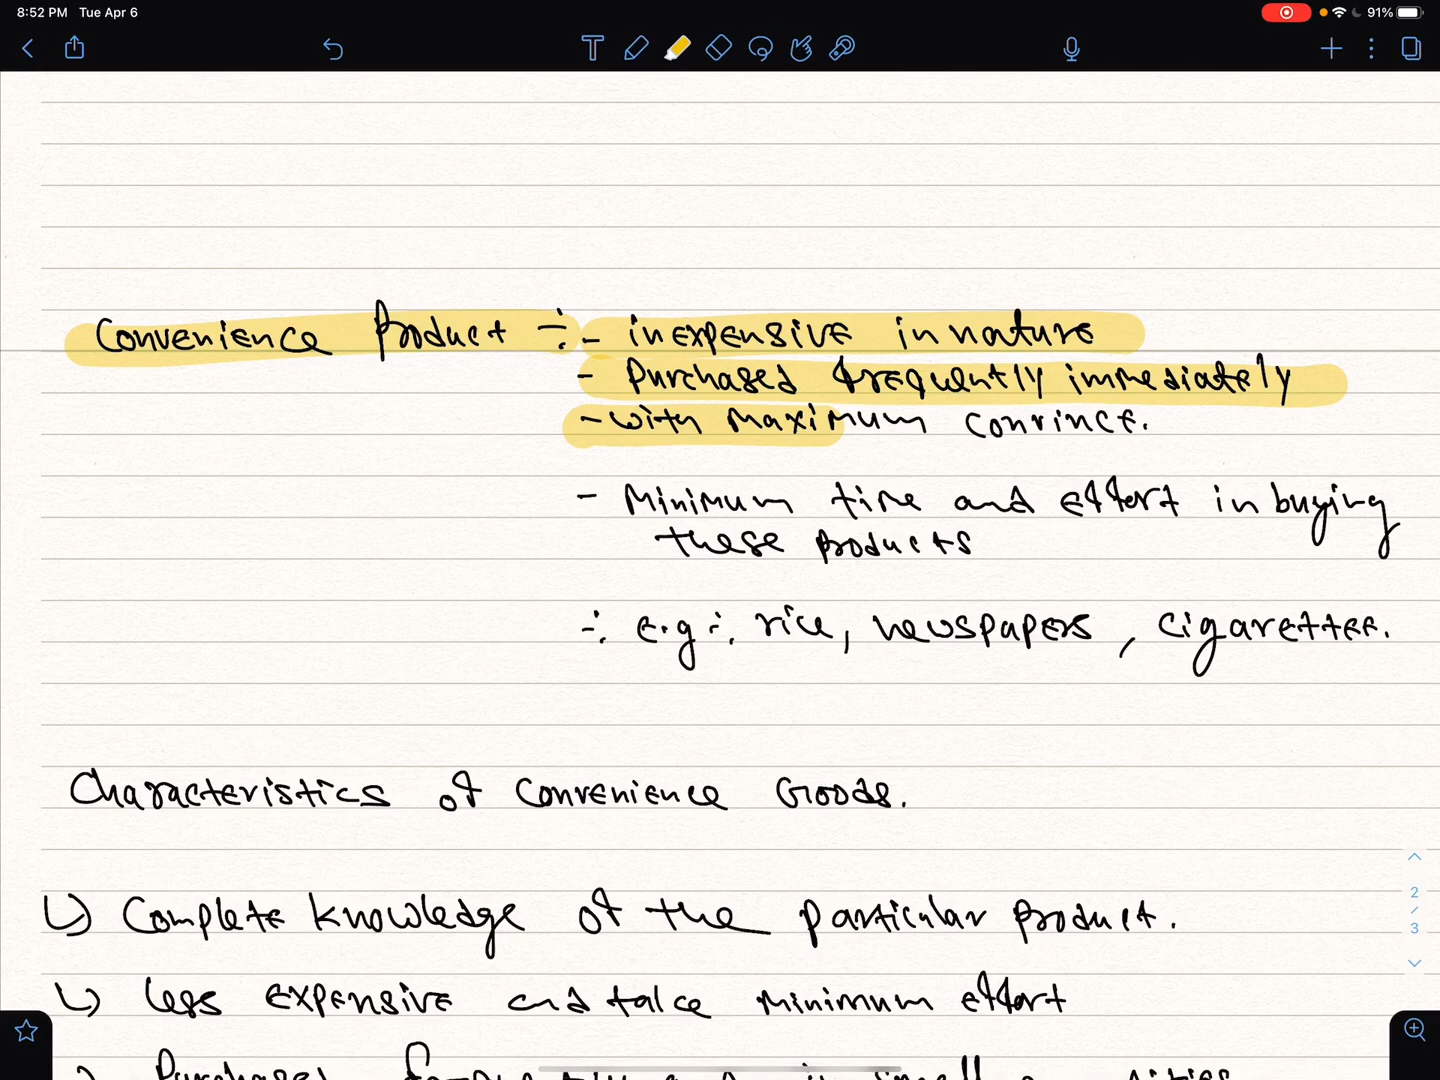 8:52 PM Tue Apr 6
91%
Convenience Product ÷ - inexpensive in nature
- Purchased frequently immediately
- with maximum convince.
- Minimum time and effort in buying
these products
÷ e.g ÷ rice, newspapers, cigarettee.
Characteristics of Convenience Goods.
2
/
3
↳ Complete knowledge of the particular product.
↳ less expensive and take minimum effort